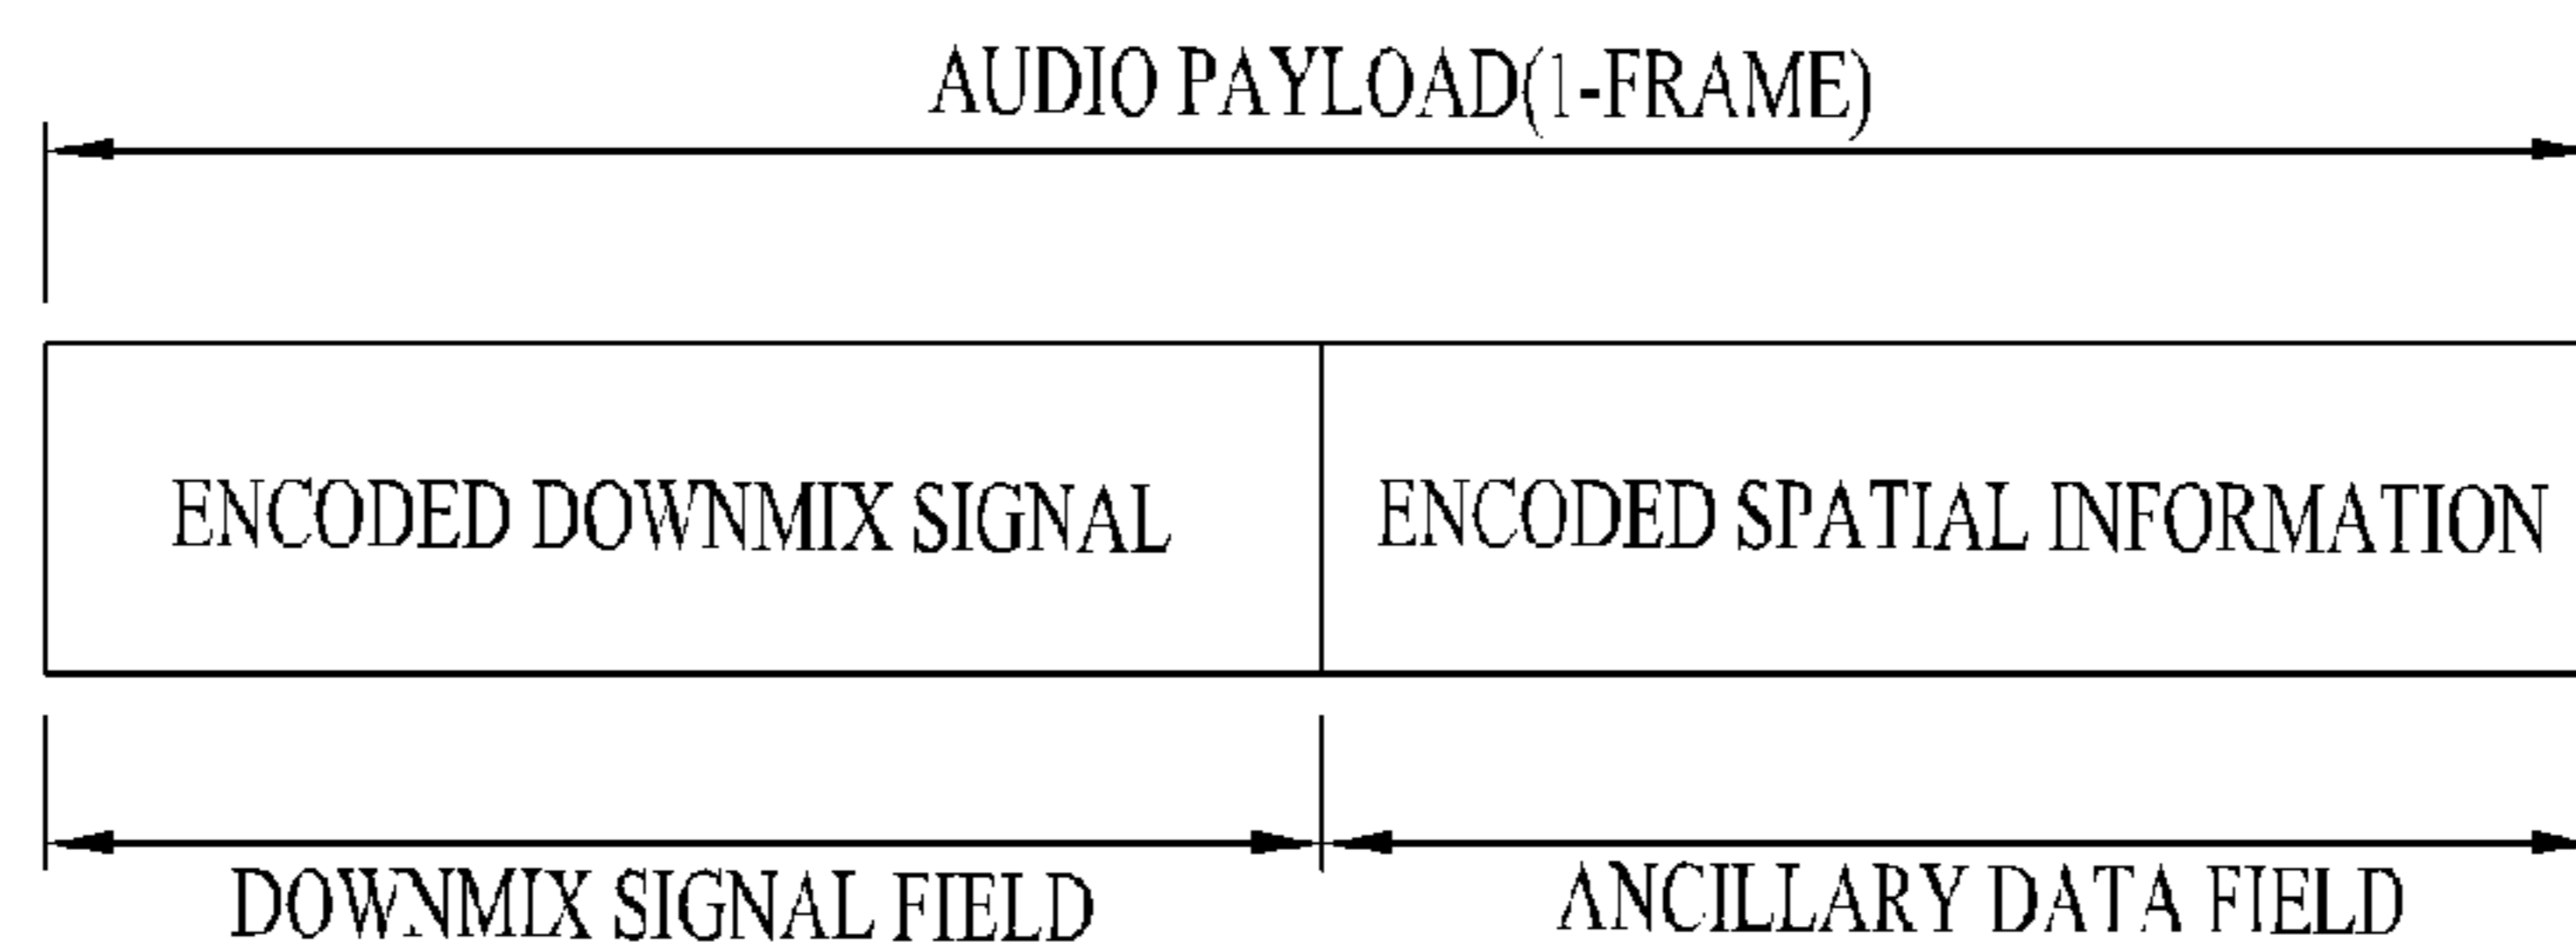 AUDIO PAYLOAD(1-FRAME)
ENCODED DOWNMIX SIGNAL
ENCODED SPATIAL INFORMATION
DOWNMIX SIGNAL FIELD
ANCILLARY DATA FIELD